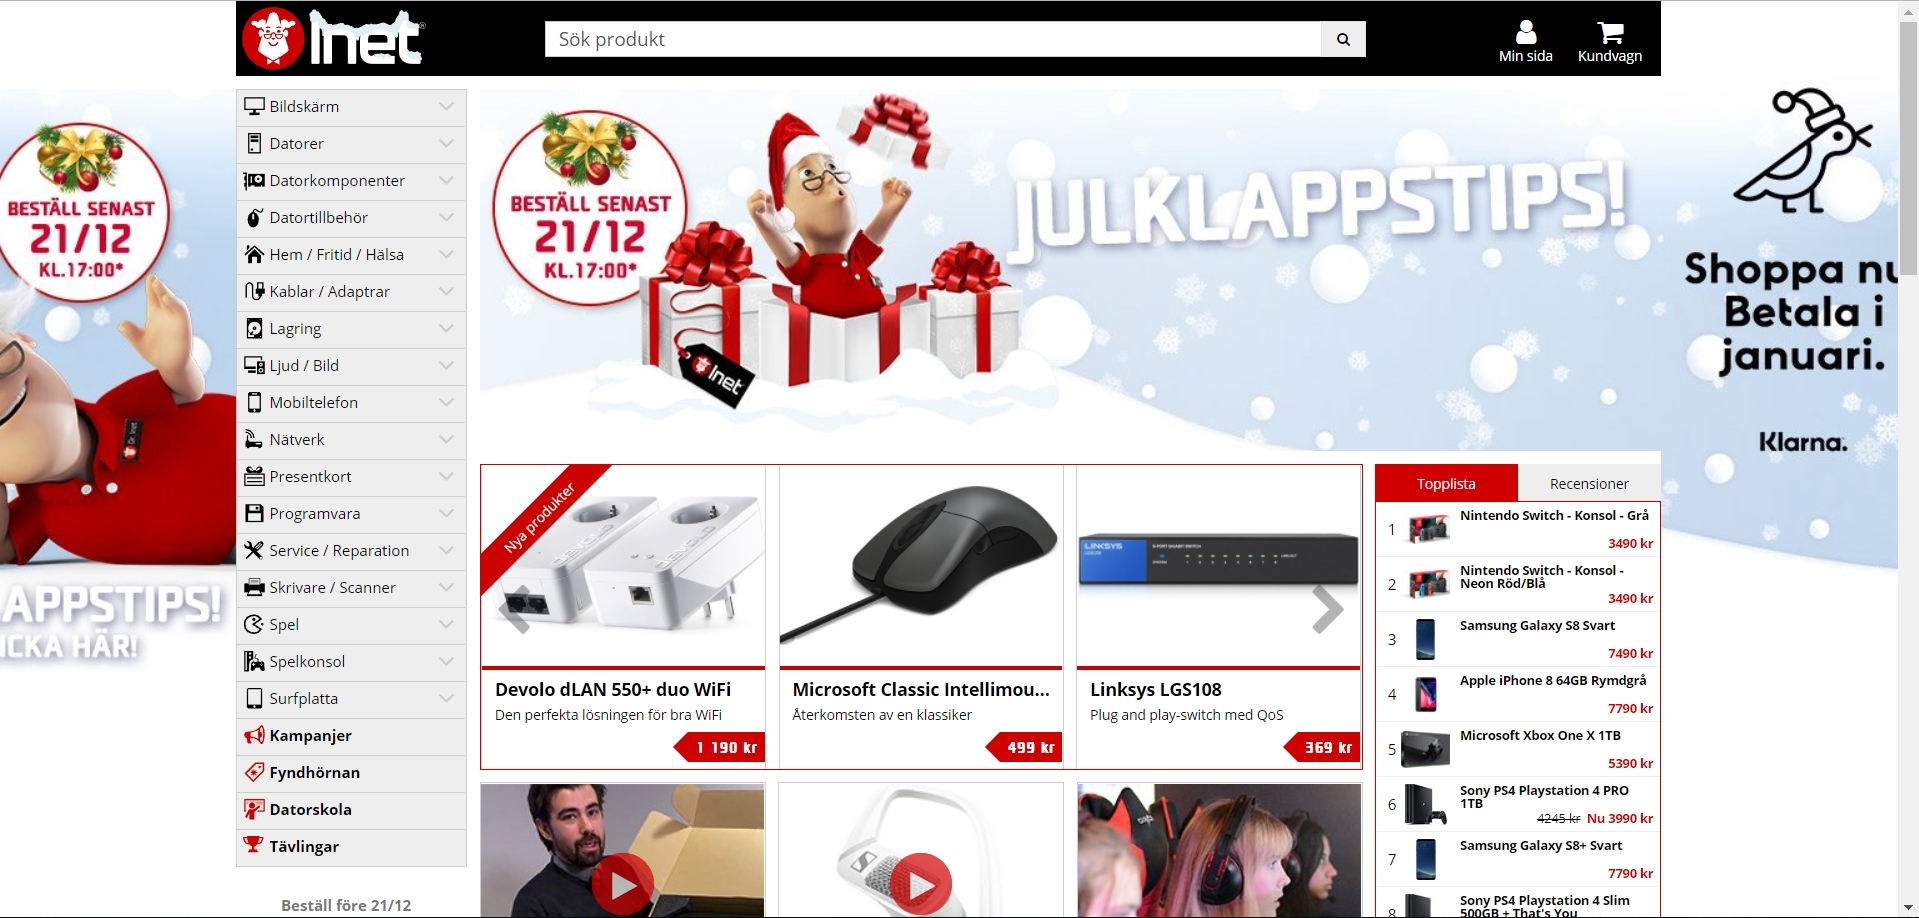 Inet
Sök produkt
Min sida
Kundvagn
BESTÄLL SENAST
21/12
KL.17:00*
APPSTIPS!
ICKA HÄR!
Dr. Inet
Bildskärm
Datorer
Datorkomponenter
Datortillbehör
Hem / Fritid / Hälsa
Kablar / Adaptrar
Lagring
Ljud / Bild
Mobiltelefon
Nätverk
Presentkort
Programvara
Service / Reparation
Skrivare / Scanner
Spel
Spelkonsol
Surfplatta
Kampanjer
Fyndhörnan
Datorskola
Tävlingar
Beställ före 21/12
BESTÄLL SENAST
21/12
KL.17:00*
JULKLAPPSTIPS!
Inet
Shoppa nu
Betala i
januari.
Klarna.
Nya produkter
devolo
devolo
Devolo dLAN 550+ duo WiFi
Den perfekta lösningen för bra WiFi
1 190 kr
Microsoft Classic Intellimou...
Återkomsten av en klassiker
499 kr
LINKSYS
Linksys LGS108
Plug and play-switch med QoS
369 kr
Topplista
Recensioner
1
Nintendo Switch - Konsol - Grå
3490 kr
2
Nintendo Switch - Konsol -
Neon Röd/Blå
3490 kr
3
Samsung Galaxy S8 Svart
7490 kr
4
Apple iPhone 8 64GB Rymdgrå
7790 kr
5
Microsoft Xbox One X 1TB
5390 kr
6
Sony PS4 Playstation 4 PRO
1TB
4245 kr Nu 3990 kr
7
Samsung Galaxy S8+ Svart
7790 kr
8
Sony PS4 Playstation 4 Slim
500GB + That's You